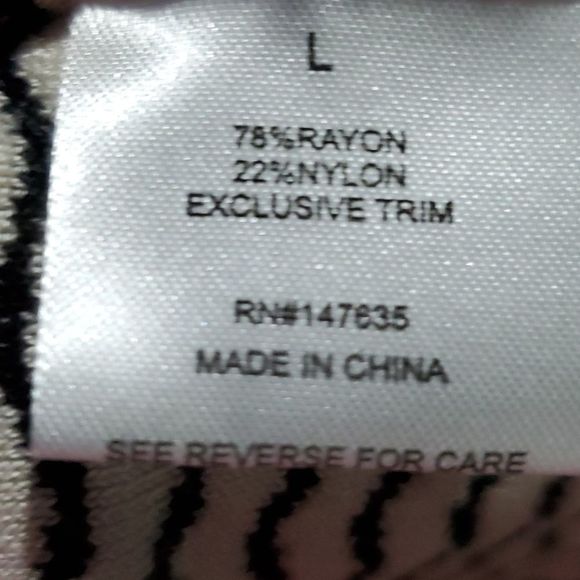 L
78%RAYON
22%NYLON
EXCLUSIVE TRIM
RN#147635
MADE IN CHINA
SEE REVERSE FOR CARE